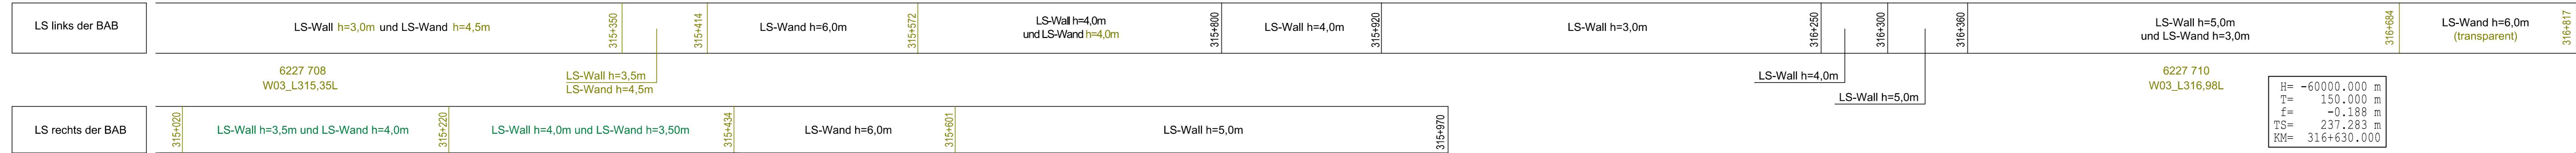 LS links der BAB
LS-Wall h=3,0m und LS-Wand h=4,5m
315+350
315+414
LS-Wand h=6,0m
315+572
LS-Wall h=4,0m
und LS-Wand h=4,0m
315+800
LS-Wall h=4,0m
315+920
LS-Wall h=3,0m
316+250
316+300
316+360
LS-Wall h=5,0m
und LS-Wand h=3,0m
316+684
LS-Wand h=6,0m
(transparent)
316+817
6227 708
W03_L315,35L
LS-Wall h=3,5m
LS-Wand h=4,5m
LS-Wall h=4,0m
LS-Wall h=5,0m
6227 710
W03_L316,98L
H= -60000.000 m
T= 150.000 m
f= -0.188 m
TS= 237.283 m
KM= 316+630.000
LS rechts der BAB
315+020
LS-Wall h=3,5m und LS-Wand h=4,0m
315+220
LS-Wall h=4,0m und LS-Wand h=3,50m
315+434
LS-Wand h=6,0m
315+601
LS-Wall h=5,0m
315+970